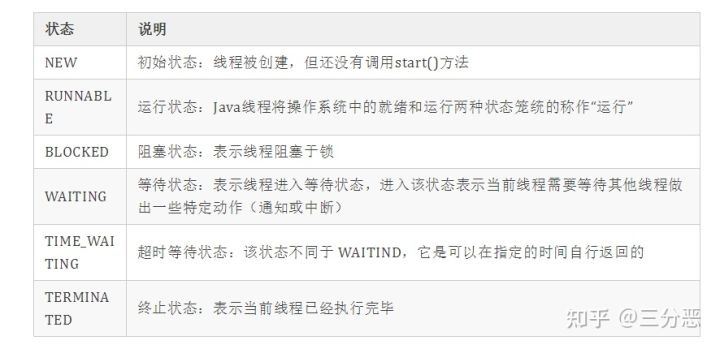 状态 说明
NEW 初始状态：线程被创建，但还没有调用start()方法
RUNNABL
E
运行状态：Java线程将操作系统中的就绪和运行两种状态笼统的称作“运行”
BLOCKED 阻塞状态：表示线程阻塞于锁
WAITING
等待状态：表示线程进入等待状态，进入该状态表示当前线程需要等待其他线程做
出一些特定动作（通知或中断）
TIME_WAI
TING
超时等待状态：该状态不同于 WAITIND，它是可以在指定的时间自行返回的
TERMINA
TED
终止状态：表示当前线程已经执行完毕
知乎 @三分恶